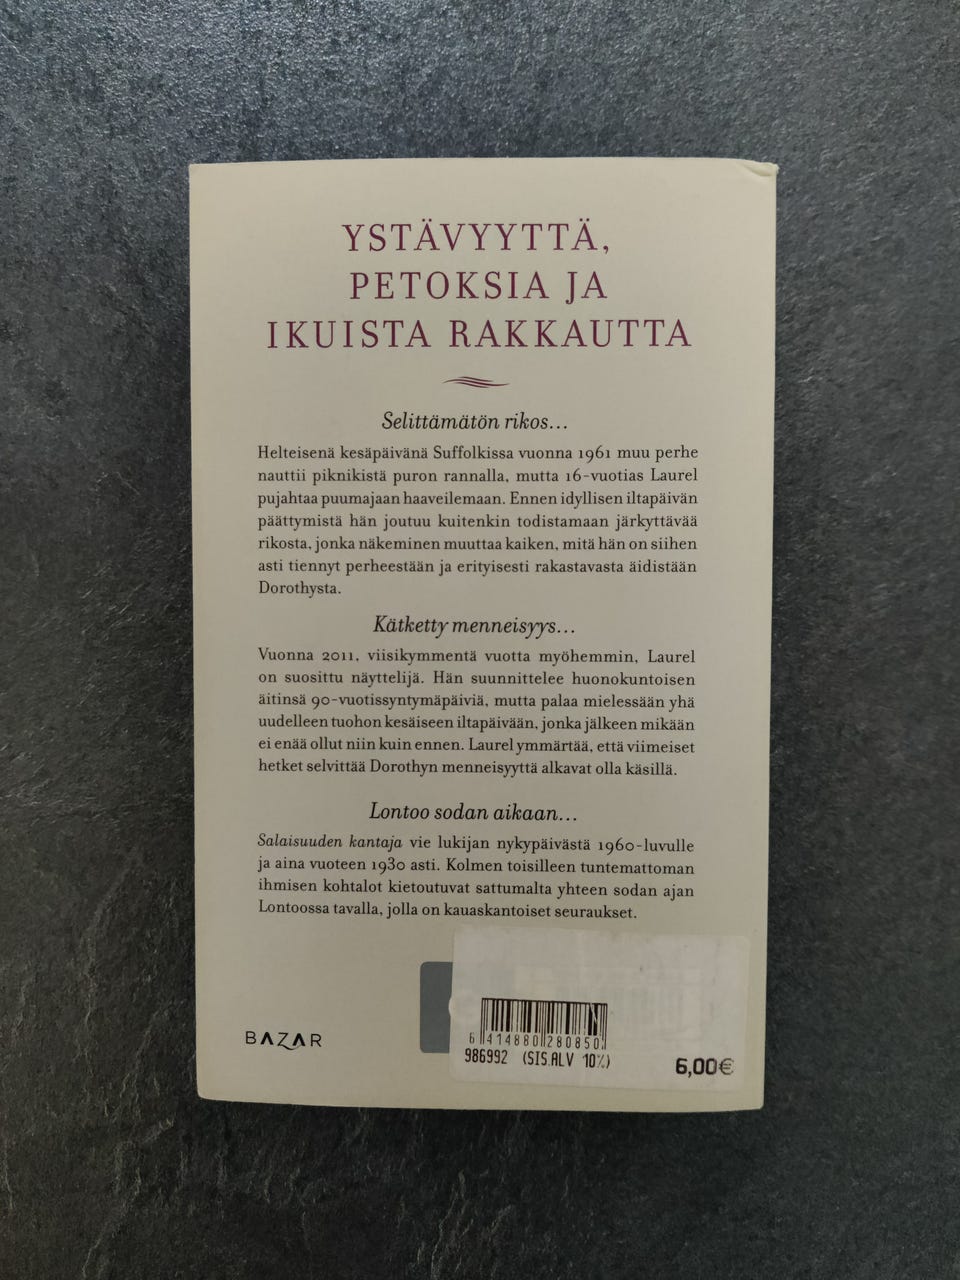 YSTÄVYYTTÄ,
PETOKSIA JA
IKUISTA RAKKAUTTA
Selittämätön rikos...
Helteisenä kesäpäivänä Suffolkissa vuonna 1961 muu perhe
nauttii piknikistä puron rannalla, mutta 16-vuotias Laurel
pujahtaa puumajaan haaveilemaan. Ennen idyllisen iltapäivän
päättymistä hän joutuu kuitenkin todistamaan järkyttävää
rikosta, jonka näkeminen muuttaa kaiken, mitä hän on siihen
asti tiennyt perheestään ja erityisesti rakastavasta äidistään
Dorothysta.
Kätketty menneisyys...
Vuonna 2011, viisikymmentä vuotta myöhemmin, Laurel
on suosittu näyttelijä. Hän suunnittelee huonokuntoisen
äitinsä 90-vuotissyntymäpäiviä, mutta palaa mielessään yhä
uudelleen tuohon kesäiseen iltapäivään, jonka jälkeen mikään
ei enää ollut niin kuin ennen. Laurel ymmärtää, että viimeiset
hetket selvittää Dorothyn menneisyyttä alkavat olla käsillä.
Lontoo sodan aikaan...
Salaisuuden kantaja vie lukijan nykypäivästä 1960-luvulle
ja aina vuoteen 1930 asti. Kolmen toisilleen tuntemattoman
ihmisen kohtalot kietoutuvat sattumalta yhteen sodan ajan
Lontoossa tavalla, jolla on kauaskantoiset seuraukset.
BAZAR
6 414880 280850
986992 (SIS.ALV 10%)
6,00€